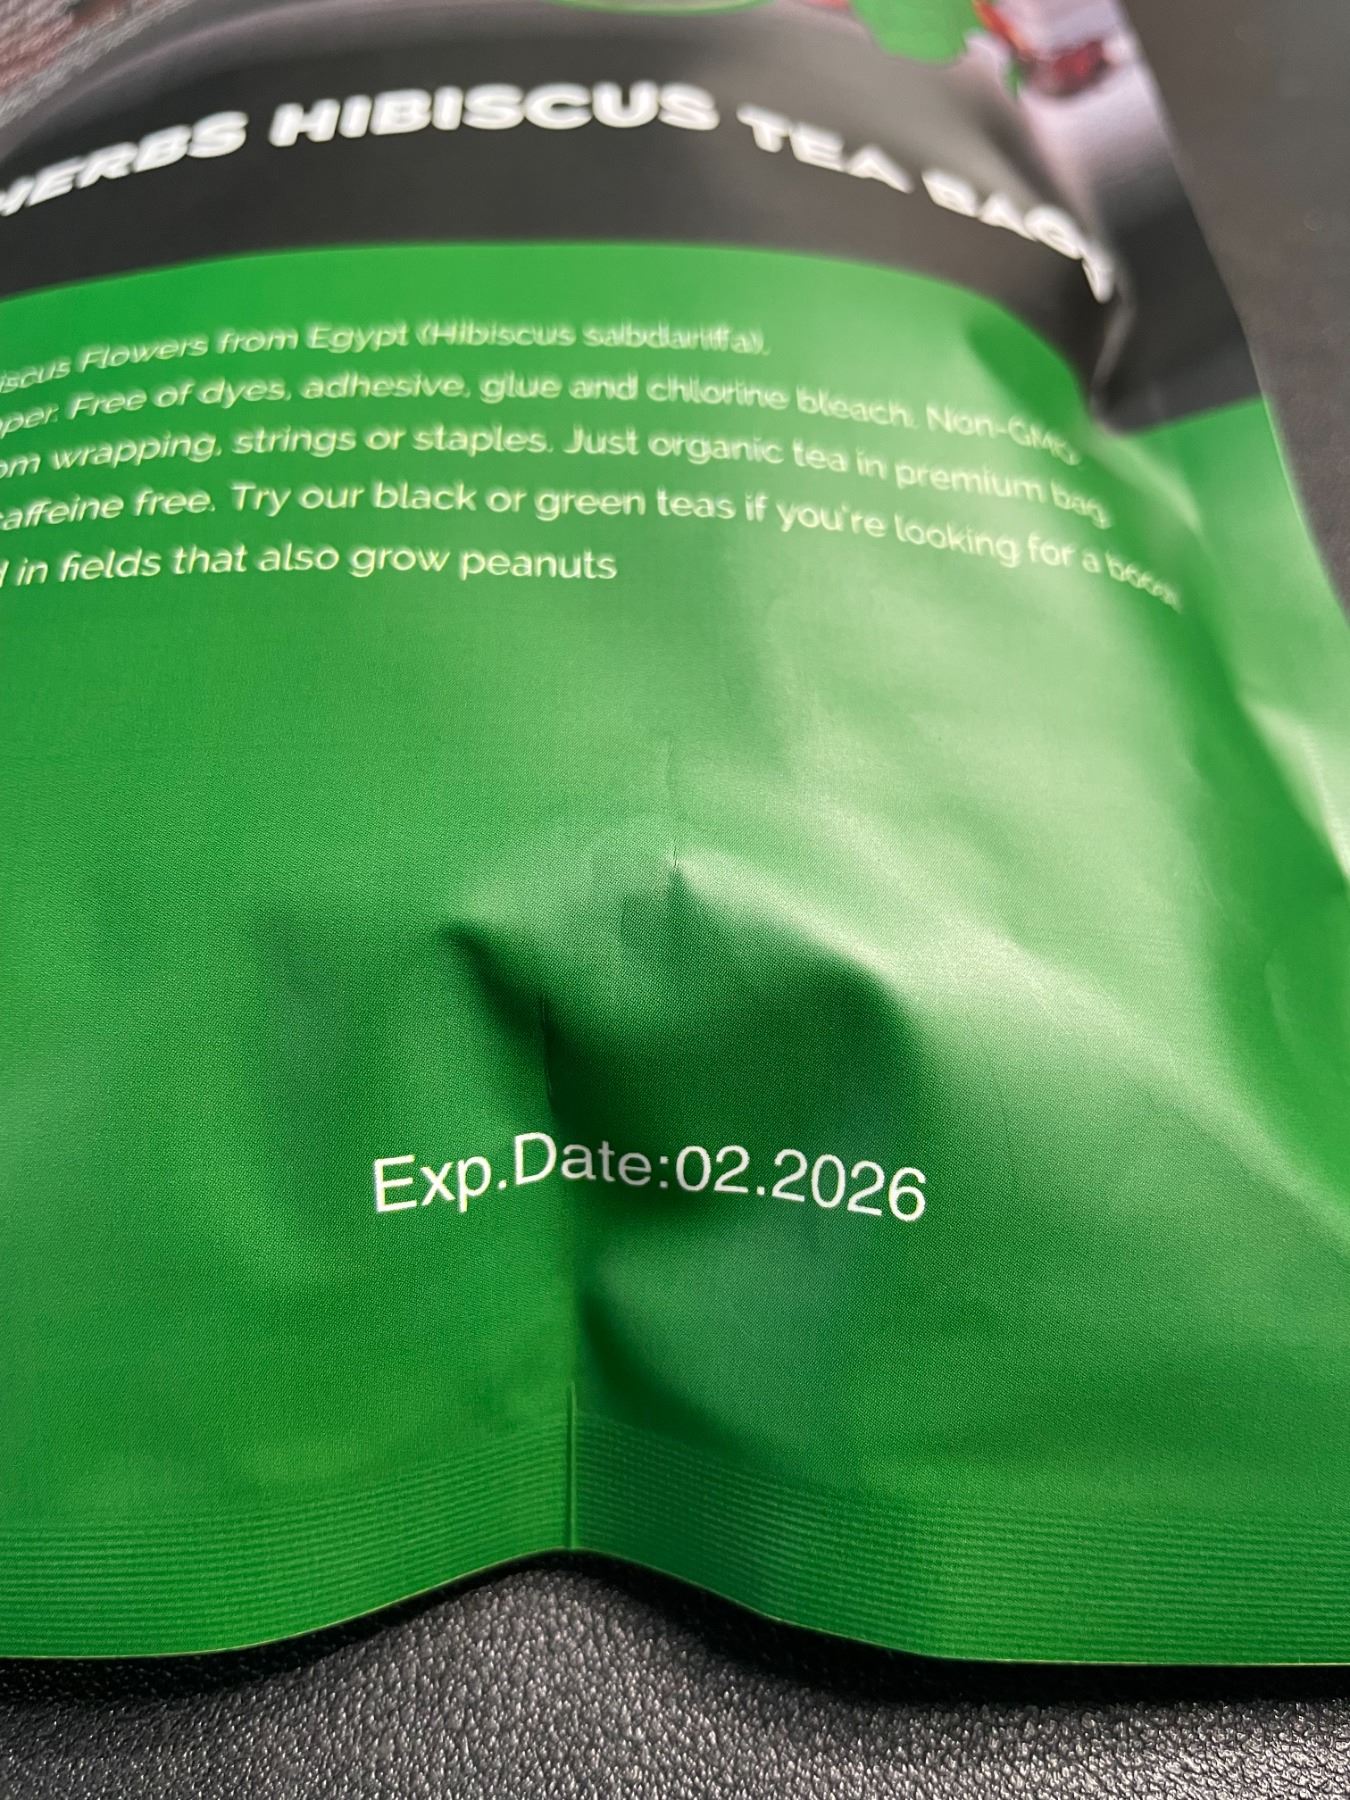 HERBS HIBISCUS TEA BAGS
iscus Flowers from Egypt (Hibiscus sabdariffa).
per. Free of dyes, adhesive, glue and chlorine bleach. Non-GMO.
om wrapping, strings or staples. Just organic tea in premium bag
affeine free. Try our black or green teas if you're looking for a boost
d in fields that also grow peanuts
Exp.Date:02.2026